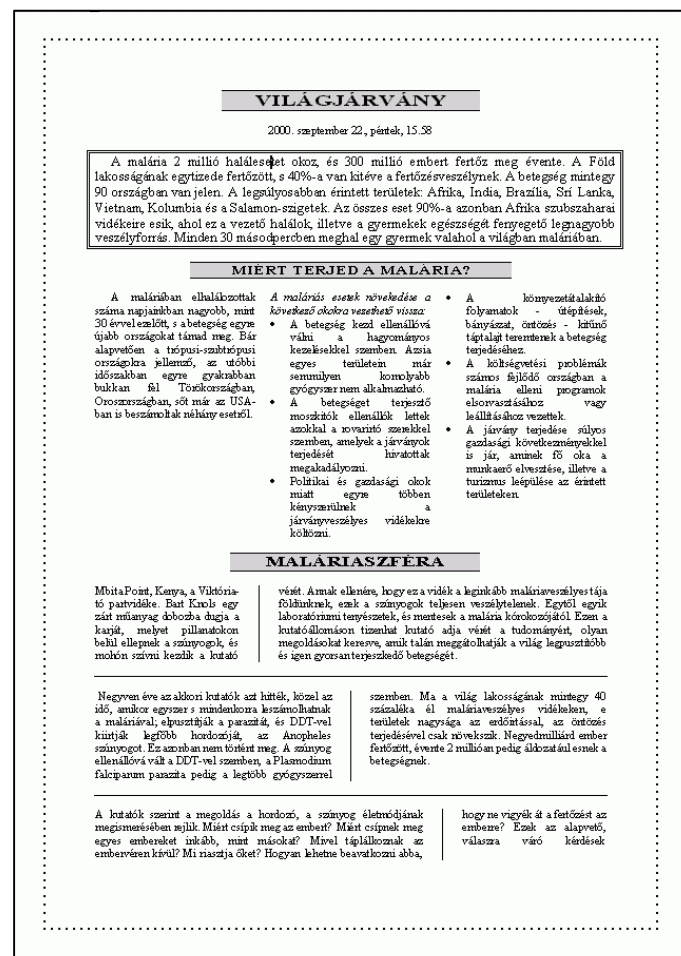 VILÁGJÁRVÁNY
2000. szeptember 22., péntek, 15.58
A malária 2 millió halálesetet okoz, és 300 millió embert fertőz meg évente. A Föld
lakosságának egytizede fertőzött, s 40%-a van kitéve a fertőzésveszélynek. A betegség mintegy
90 országban van jelen. A legsúlyosabban érintett területek: Afrika, India, Brazília, Srí Lanka,
Vietnam, Kolumbia és a Salamon-szigetek. Az összes eset 90%-a azonban Afrika szubszaharai
vidékeire esik, ahol ez a vezető halálok, illetve a gyermekek egészségét fenyegető legnagyobb
veszélyforrás. Minden 30 másodpercben meghal egy gyermek valahol a világban maláriában.
MIÉRT TERJED A MALÁRIA?
A maláriában elhalálozottak
száma napjainkban nagyobb, mint
30 évvel ezelőtt, s a betegség egyre
újabb országokat támad meg. Bár
alapvetően a trópusi-szubtrópusi
országokra jellemző, az utóbbi
időszakban egyre gyakrabban
bukkan fel Törökországban,
Oroszországban, sőt már az USA-
ban is beszámoltak néhány esetről.
A maláriás esetek növekedése a
következő okokra vezethető vissza:
• A betegség kezd ellenállóvá
válni a hagyományos
kezelésekkel szemben. Azsia
egyes területein már
semmilyen komolyabb
gyógyszer nem alkalmazható.
• A betegséget terjesztő
moszkitók ellenállók lettek
azokkal a rovarirtó szerekkel
szemben, amelyek a járványok
terjedését hivatottak
megakadályozni.
• Politikai és gazdasági okok
miatt egyre többen
kényszerülnek a
járványveszélyes vidékekre
költözni.
• A környezetátalakító
folyamatok - útépítések,
bányászat, öntözés - kitűnő
táptalajt teremtenek a betegség
terjedéséhez.
• A költségvetési problémák
számos fejlődő országban a
malária elleni programok
elsorvasztásához vagy
leállításához vezettek.
• A járvány terjedése súlyos
gazdasági következményekkel
is jár, aminek fő oka a
munkaerő elvesztése, illetve a
turizmus leépülése az érintett
területeken.
MALÁRIASZFÉRA
Mbita Point, Kenya, a Viktória-
tó partvidéke. Bart Knols egy
zárt műanyag dobozba dugja a
karját, melyet pillanatokon
belül ellepnek a szúnyogok, és
mohón szívni kezdik a kutató
vérét. Annak ellenére, hogy ez a vidék a leginkább maláriaveszélyes tája
földünknek, ezek a szúnyogok teljesen veszélytelenek. Egytől egyik
laboratóriumi tenyészetek, és mentesek a malária kórokozójától. Ezen a
kutatóállomáson tizenhat kutató adja vérét a tudományért, olyan
megoldásokat keresve, amik talán meggátolhatják a világ legpusztítóbb
és igen gyorsan terjeszkedő betegségét.
Negyven éve az akkori kutatók azt hitték, közel az
idő, amikor egyszer s mindenkorra leszámolhatnak
a maláriával; elpusztítják a parazitát, és DDT-vel
kiirtják legfőbb hordozóját, az Anopheles
szúnyogot. Ez azonban nem történt meg. A szúnyog
ellenállóvá vált a DDT-vel szemben, a Plasmodium
falciparum parazita pedig a legtöbb gyógyszerrel
szemben. Ma a világ lakosságának mintegy 40
százaléka él maláriaveszélyes vidékeken, e
területek nagysága az erdőirtással, az öntözés
terjedésével csak növekszik. Negyedmilliárd ember
fertőzött, évente 2 millióan pedig áldozatául esnek a
betegségnek.
A kutatók szerint a megoldás a hordozó, a szúnyog életmódjának
megismerésében rejlik. Miért csípik meg az embert? Miért csípnek meg
egyes embereket inkább, mint másokat? Mivel táplálkoznak az
embervéren kívül? Mi riasztja őket? Hogyan lehetne beavatkozni abba,
hogy ne vigyék át a fertőzést az
emberre? Ezek az alapvető,
válaszra váró kérdések